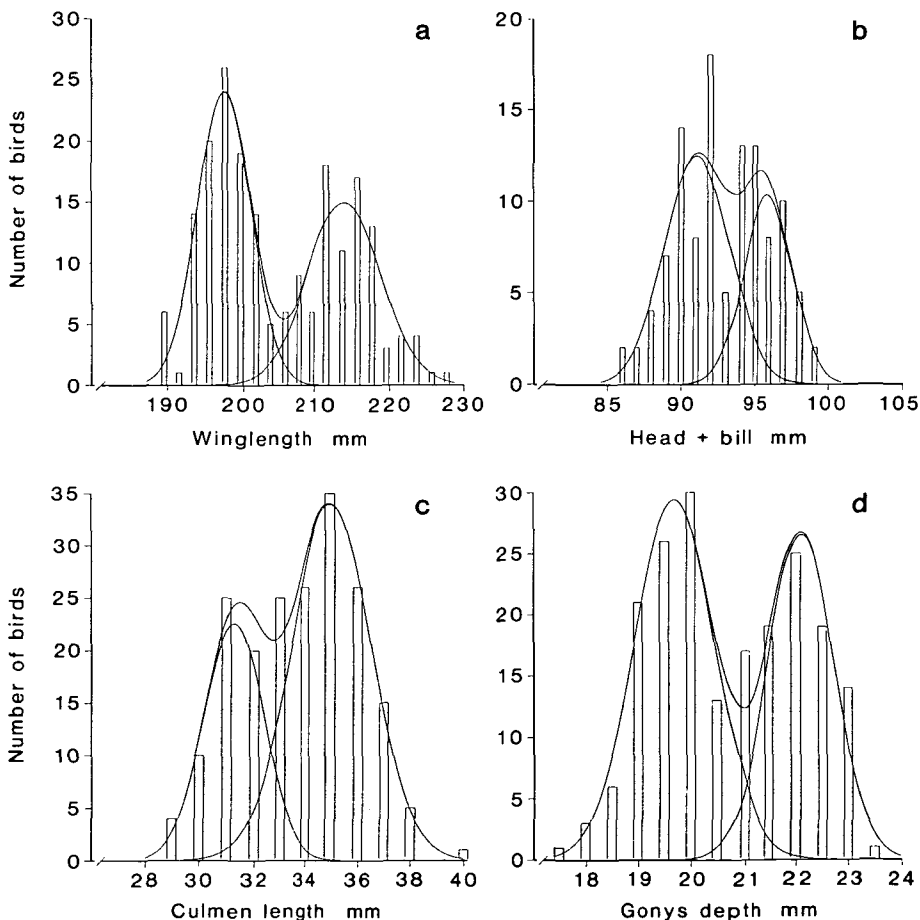 a
30
25
20
15
10
5
0
Number of birds
190 200 210 220 230
Winglength mm
b
20
15
10
5
0
85 90 95 100 105
Head + bill mm
c
35
30
25
20
15
10
5
0
Number of birds
28 30 32 34 36 38 40
Culmen length mm
d
30
25
20
15
10
5
0
18 19 20 21 22 23 24
Gonys depth mm